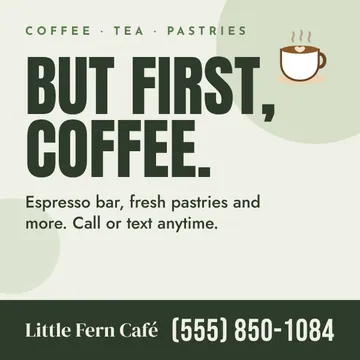 COFFEE · TEA · PASTRIES
BUT FIRST,
COFFEE.
Espresso bar, fresh pastries and
more. Call or text anytime.
Little Fern Café (555) 850-1084